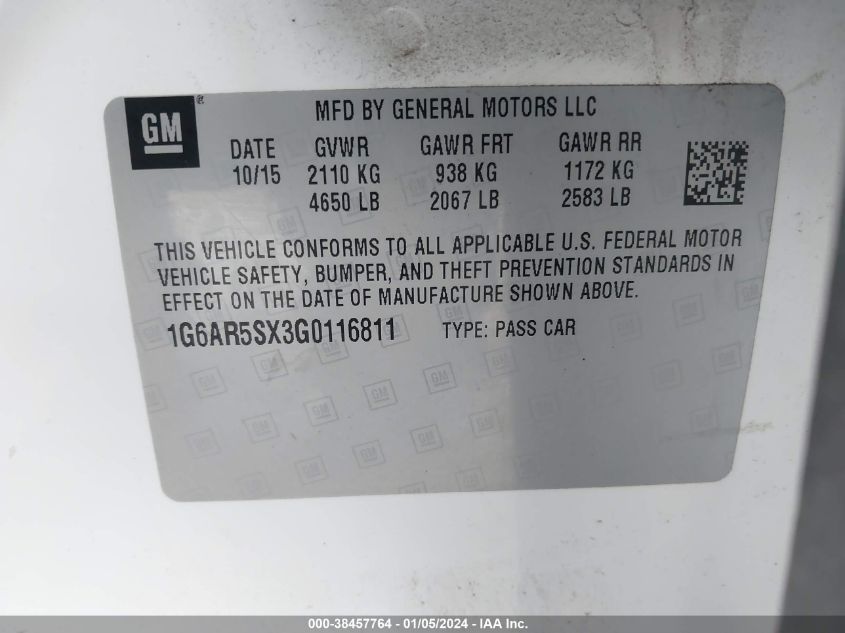 GM ®
MFD BY GENERAL MOTORS LLC
DATE GVWR GAWR FRT GAWR RR
10/15 2110 KG 938 KG 1172 KG
4650 LB 2067 LB 2583 LB
THIS VEHICLE CONFORMS TO ALL APPLICABLE U.S. FEDERAL MOTOR
VEHICLE SAFETY, BUMPER, AND THEFT PREVENTION STANDARDS IN
EFFECT ON THE DATE OF MANUFACTURE SHOWN ABOVE.
1G6AR5SX3G0116811 TYPE: PASS CAR
000-38457764 - 01/05/2024 - IAA Inc.